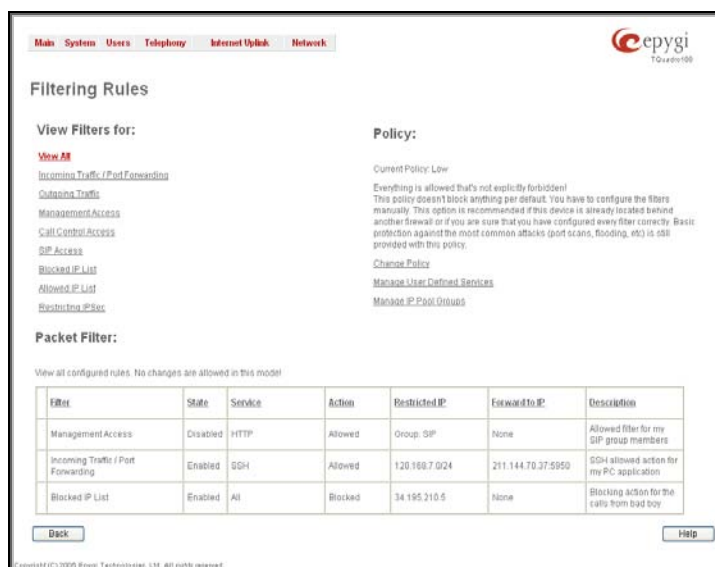 Main System Users Telephony Internet Uplink Network
epygi
TQuadro100
Filtering Rules
View Filters for:
View All
Incoming Traffic / Port Forwarding
Outgoing Traffic
Management Access
Call Control Access
SIP Access
Blocked IP List
Allowed IP List
Restricting IPSec
Policy:
Current Policy: Low
Everything is allowed that's not explicitly forbidden!
This policy doesn't block anything per default. You have to configure the filters
manually. This option is recommended if this device is already located behind
another firewall or if you are sure that you have configured every filter correctly. Basic
protection against the most common attacks (port scans, flooding, etc) is still
provided with this policy.
Change Policy
Manage User Defined Services
Manage IP Pool Groups
Packet Filter:
View all configured rules. No changes are allowed in this mode!
Filter State Service Action Restricted IP Forward to IP Description
Management Access Disabled HTTP Allowed Group: SIP None Allowed filter for my
SIP group members
Incoming Traffic / Port
Forwarding Enabled SSH Allowed 120.168.7.0/24 211.144.70.37:5950 SSH allowed action for
my PC application
Blocked IP List Enabled All Blocked 34.195.210.5 None Blocking action for the
calls from bad boy
Back Help
Copyright (C) 2005 Epygi Technologies, Ltd. All rights reserved.